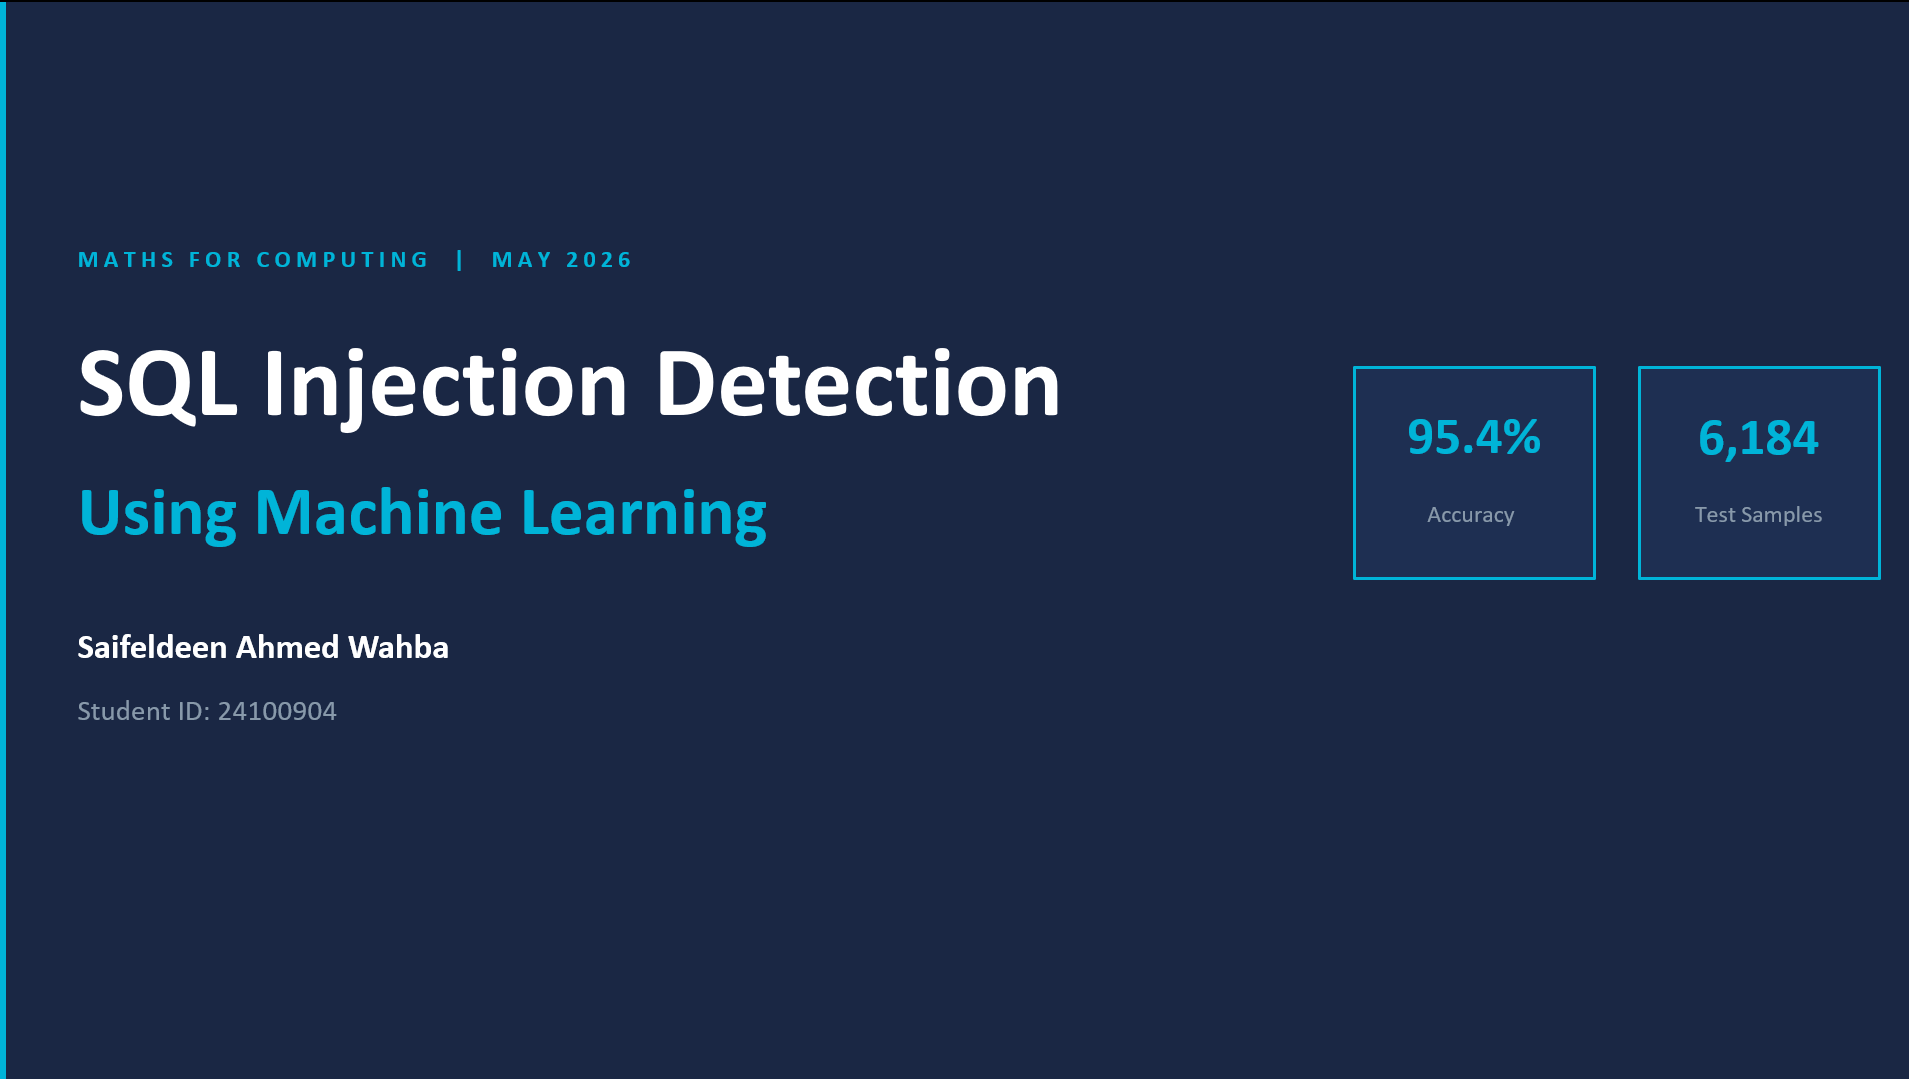 MATHS FOR COMPUTING | MAY 2026
SQL Injection Detection
Using Machine Learning
Saifeldeen Ahmed Wahba
Student ID: 24100904
95.4%
Accuracy
6,184
Test Samples